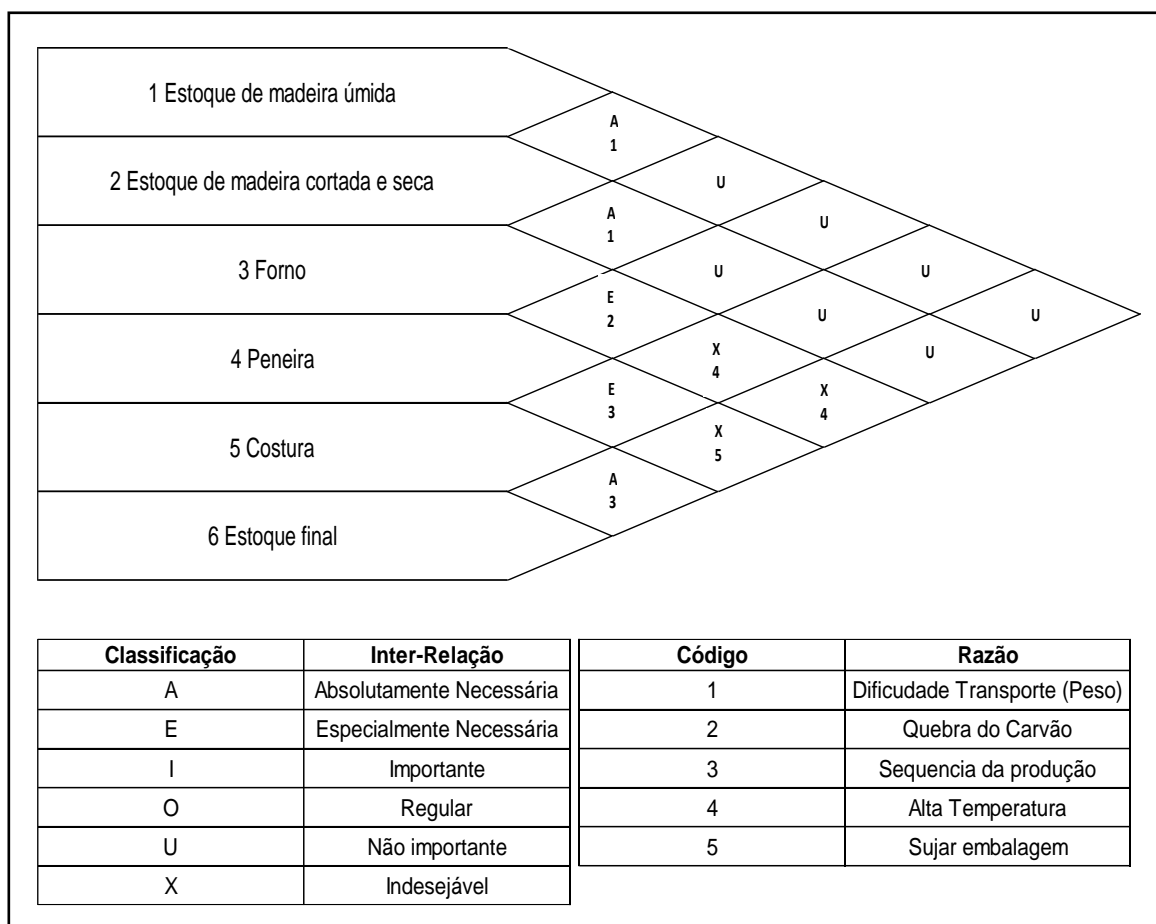 1 Estoque de madeira úmida
A
1
U
2 Estoque de madeira cortada e seca
U
A
1
3 Forno
U
U
E
2
U
U
4 Peneira
X
4
U
E
3
X
4
5 Costura
X
5
A
3
6 Estoque final
Classificação Inter-Relação Código Razão
A Absolutamente Necessária 1 Dificudade Transporte (Peso)
E Especialmente Necessária 2 Quebra do Carvão
I Importante 3 Sequencia da produção
O Regular 4 Alta Temperatura
U Não importante 5 Sujar embalagem
X Indesejável